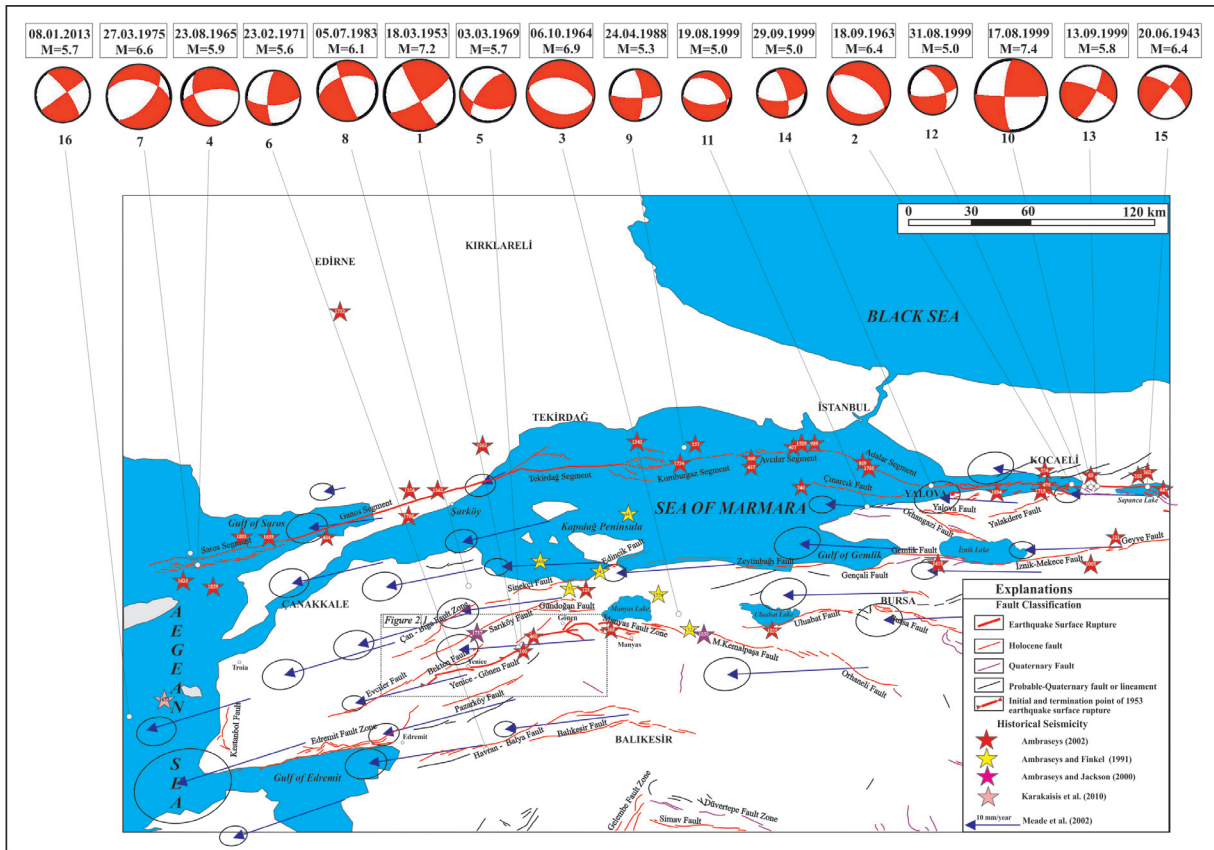 08.01.2013 27.03.1975 23.08.1965 23.02.1971 05.07.1983 18.03.1953 03.03.1969 06.10.1964 24.04.1988 19.08.1999 29.09.1999 18.09.1963 31.08.1999 17.08.1999 13.09.1999 20.06.1943
M=5.7 M=6.6 M=5.9 M=5.6 M=6.1 M=7.2 M=5.7 M=6.9 M=5.3 M=5.0 M=5.0 M=6.4 M=5.0 M=7.4 M=5.8 M=6.4
16 7 4 6 8 1 5 3 9 11 14 2 12 10 13 15
0 30 60 120 km
KIRKLARELİ
EDİRNE
BLACK SEA
İSTANBUL
TEKİRDAĞ
KOCAELİ
Avcılar Segment
Adalar Segment
Kumburgaz Segment
Tekirdağ Segment
Çınarcık Fault
YALOVA
Sapanca Lake
Ganos Segment
Şarköy
SEA OF MARMARA
Yalova Fault
Yalakdere Fault
Orhangazi Fault
Gulf of Saros
Kapıdağ Peninsula
Saros Segment
Geyve Fault
Edincik Fault
Gulf of Gemlik
Gemlik Fault
İznik Lake
Zeytinbağı Fault
İznik-Mekece Fault
Gençali Fault
Sinekçi Fault
ÇANAKKALE
Gündoğan Fault
Manyas Lake
Uluabat Lake
BURSA
Bursa Fault
Çan - Biga Fault Zone
Figure 2.1
Sarıköy Fault
Gönen
Manyas Fault Zone
Manyas
Uluabat Fault
M.Kemalpaşa Fault
Bekten Fault
Yenice
Yenice - Gönen Fault
Troia
Evciler Fault
Orhaneli Fault
Pazarköy Fault
Kestanbol Fault
Edremit Fault Zone
Edremit
Havran - Balya Fault
Balıkesir Fault
BALIKESİR
Gulf of Edremit
AEGEAN
SEA
Gelembe Fault Zone
Düvertepe Fault Zone
Simav Fault
Explanations
Fault Classification
Earthquake Surface Rupture
Holocene fault
Quaternary Fault
Probable-Quaternary fault or lineament
Initial and termination point of 1953
earthquake surface rupture
Historical Seismicity
Ambraseys (2002)
Ambraseys and Finkel (1991)
Ambraseys and Jackson (2000)
Karakaisis et al. (2010)
10 mm/year
Meade et al. (2002)